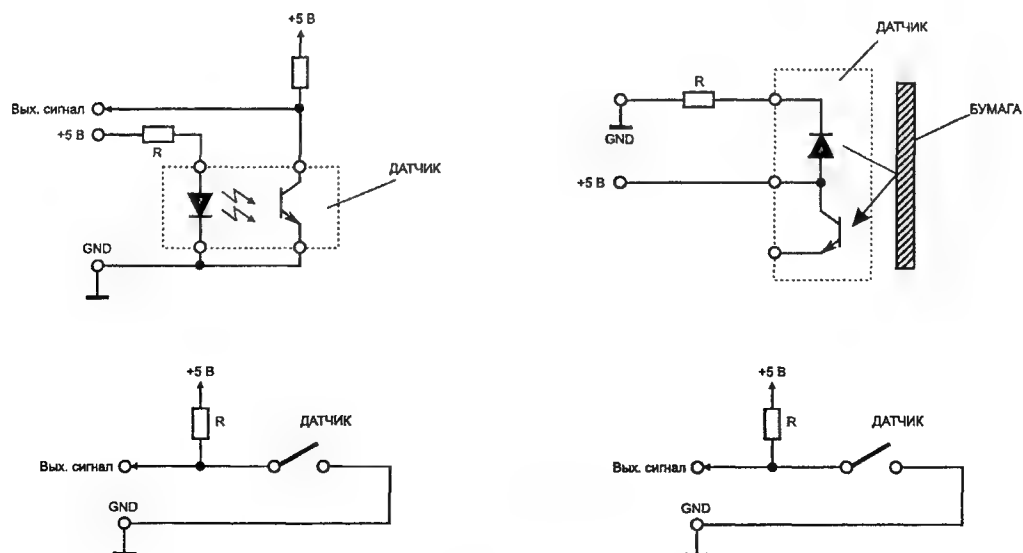 +5 В
Вых. сигнал
+5 В
R
ДАТЧИК
GND
ДАТЧИК
R
GND
БУМАГА
+5 В
+5 В
R
ДАТЧИК
Вых. сигнал
GND
+5 В
R
ДАТЧИК
Вых. сигнал
GND